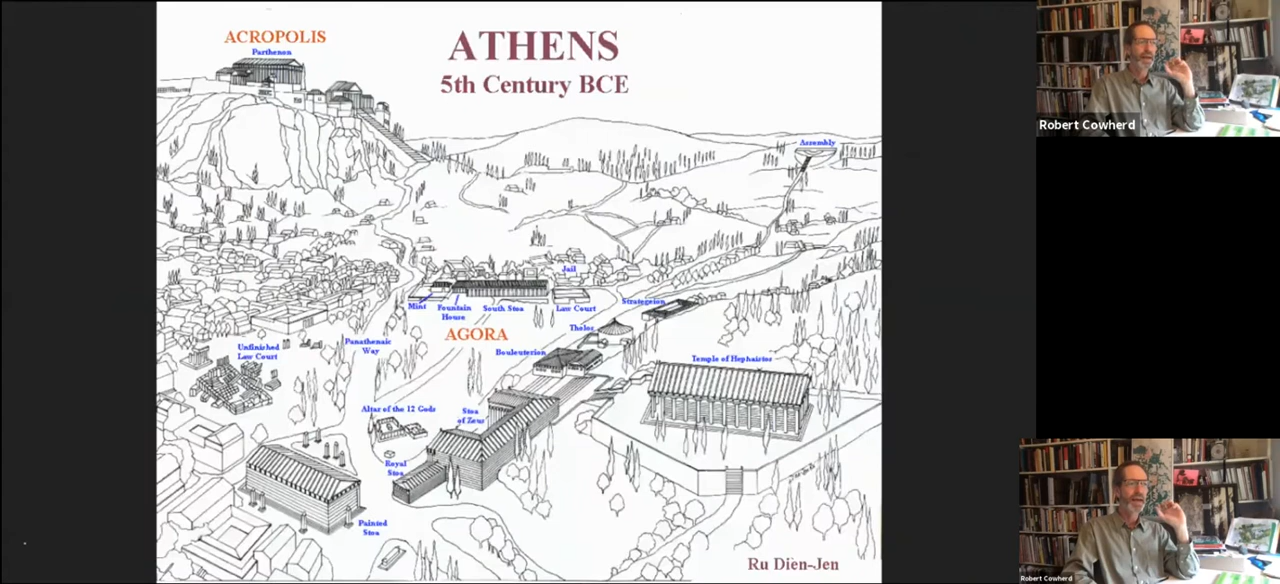 ACROPOLIS
Parthenon
ATHENS
5th Century BCE
Robert Cowherd
Assembly
Jail
Mint
Fountain
House
South Stoa
Law Court
Strategeion
Tholos
AGORA
Unfinished
Law Court
Panathenaic
Way
Bouleuterion
Temple of Hephaistos
Altar of the 12 Gods
Stoa
of Zeus
Royal
Stoa
Painted
Stoa
Ru Dien-Jen
Robert Cowherd